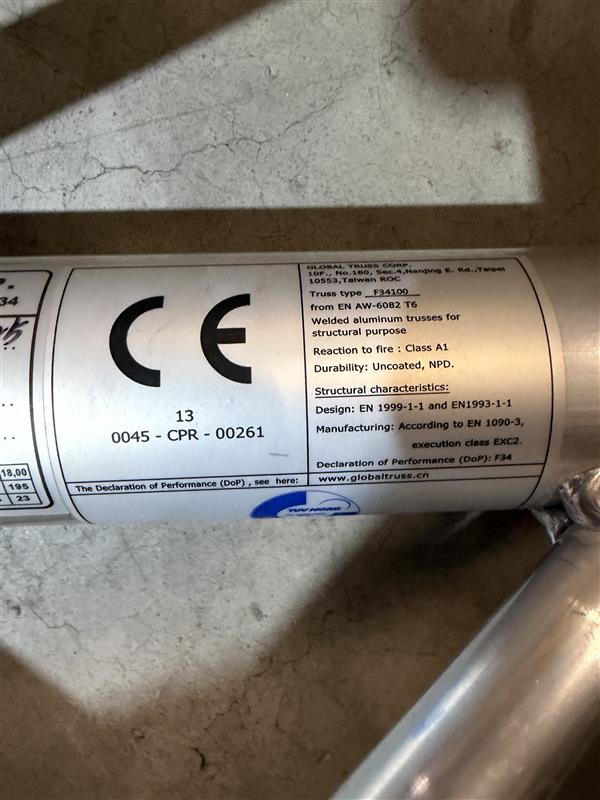 34
18,00
195
23
CE
13
0045 - CPR - 00261
The Declaration of Performance (DoP) , see here:
GLOBAL TRUSS CORP.
10F., No.180, Sec.4,Nanjing E. Rd.,Taipei
10553,Taiwan ROC
Truss type F34100
from EN AW-6082 T6
Welded aluminum trusses for
structural purpose
Reaction to fire : Class A1
Durability: Uncoated, NPD.
Structural characteristics:
Design: EN 1999-1-1 and EN1993-1-1
Manufacturing: According to EN 1090-3,
execution class EXC2.
Declaration of Performance (DoP): F34
www.globaltruss.cn
TUV NORD